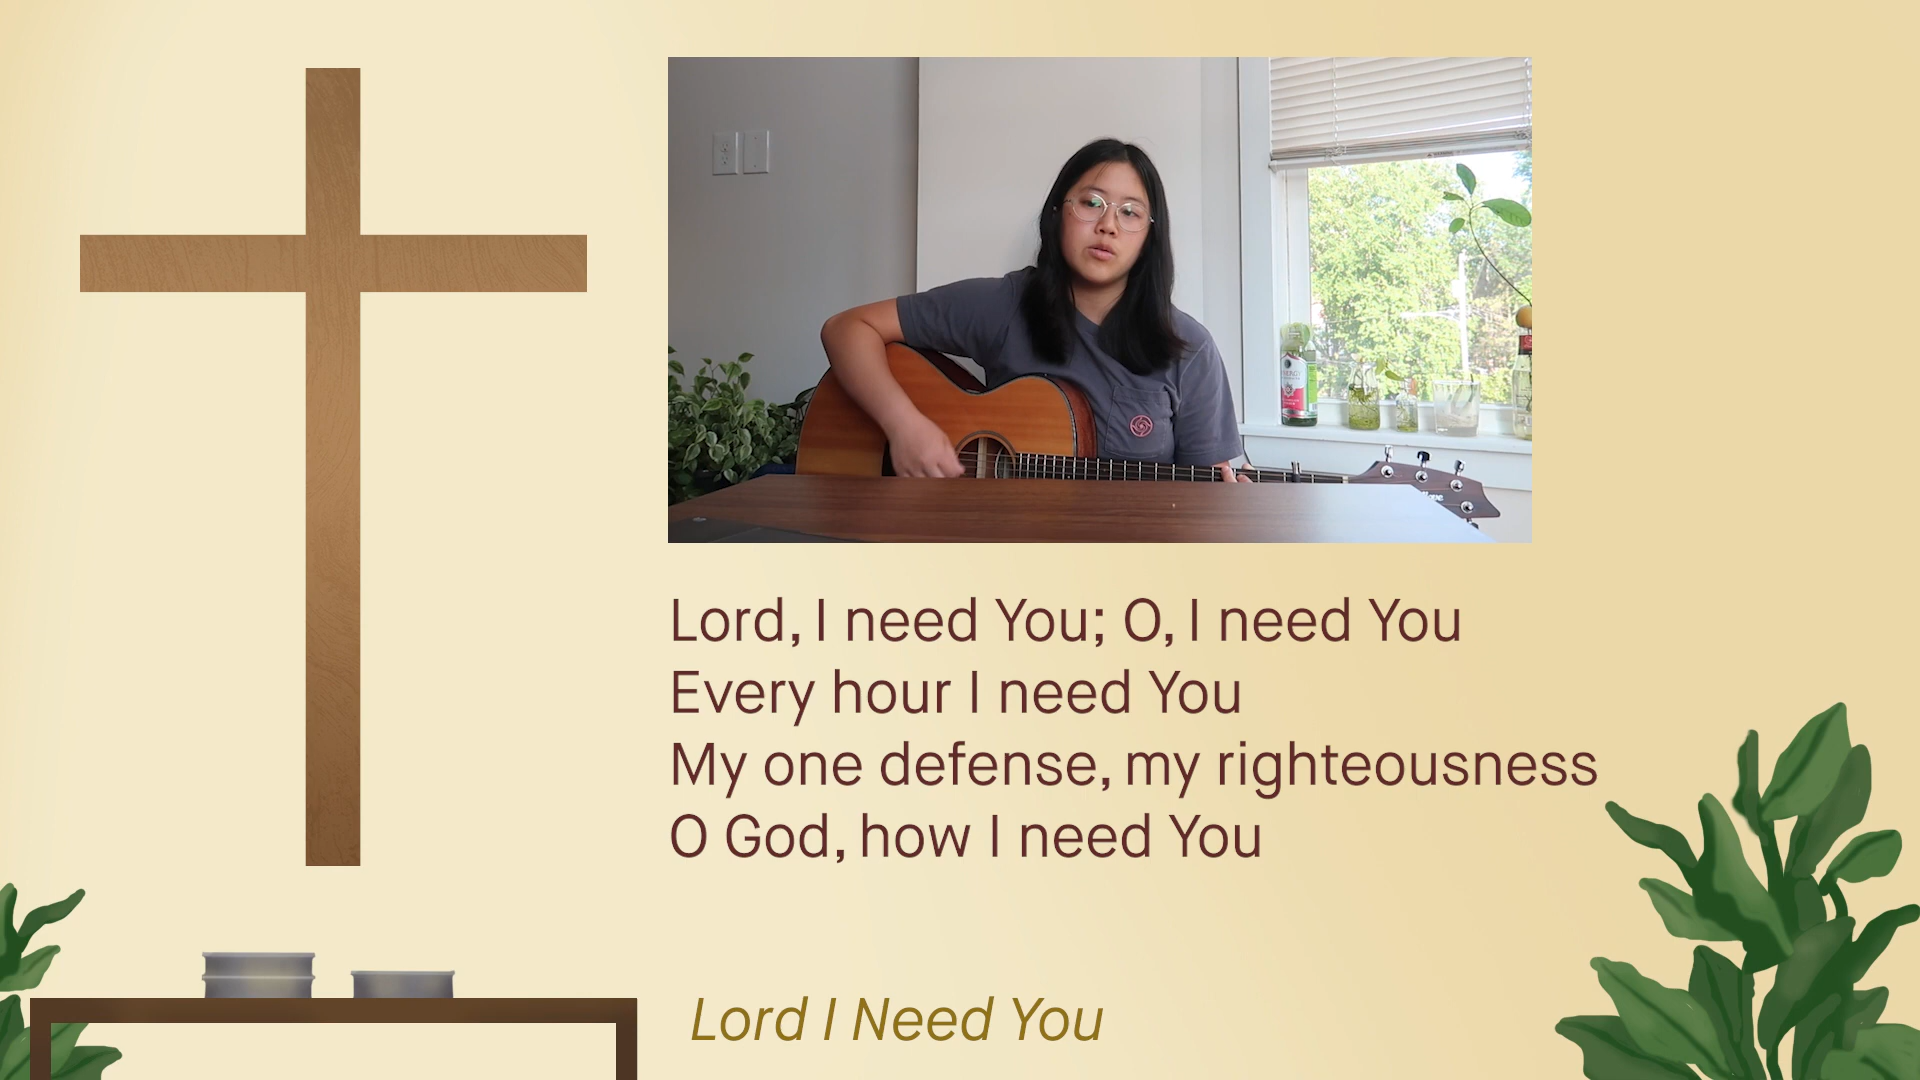 Lord, I need You; O, I need You
Every hour I need You
My one defense, my righteousness
O God, how I need You
Lord I Need You